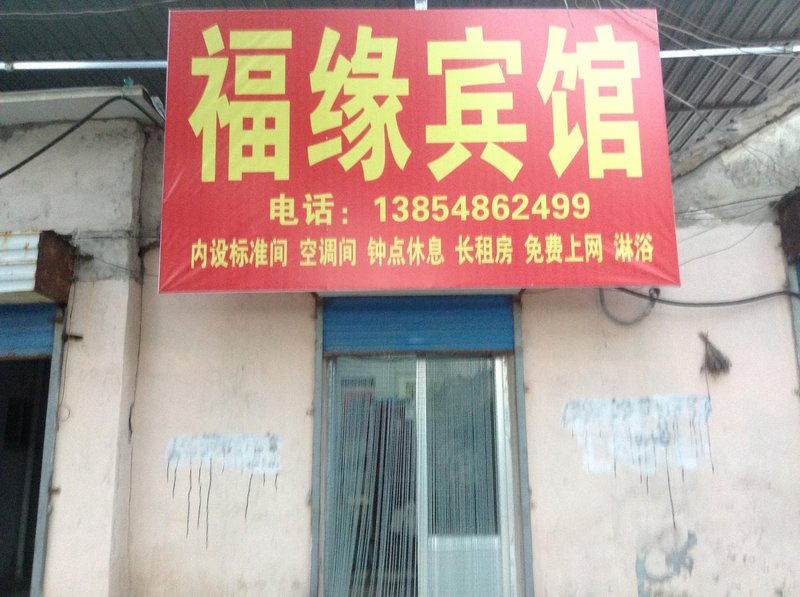 福缘宾馆
电话：13854862499
内设标准间 空调间 钟点休息 长租房 免费上网 淋浴